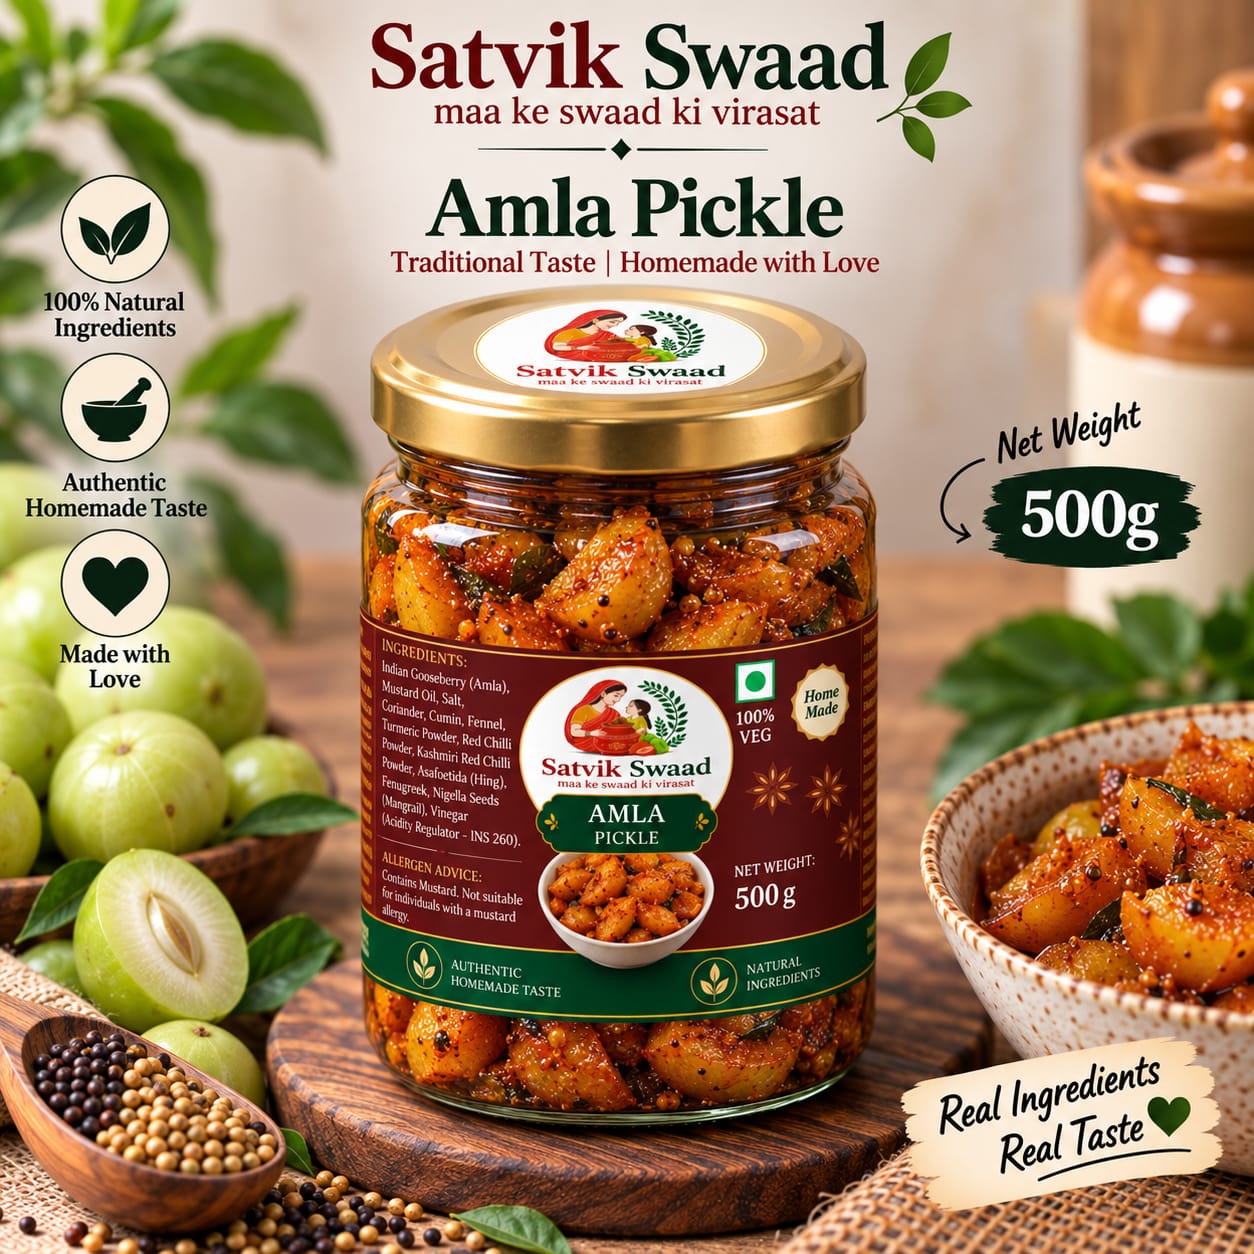 Satvik Swaad
maa ke swaad ki virasat
Amla Pickle
Traditional Taste | Homemade with Love
100% Natural
Ingredients
Authentic
Homemade Taste
Made with
Love
Net Weight
500g
Satvik Swaad
maa ke swaad ki virasat
INGREDIENTS:
Indian Gooseberry (Amla),
Mustard Oil, Salt,
Coriander, Cumin, Fennel,
Turmeric Powder, Red Chilli
Powder, Kashmiri Red Chilli
Powder, Asafoetida (Hing),
Fenugreek, Nigella Seeds
(Mangrail), Vinegar
(Acidity Regulator - INS 260).
ALLERGEN ADVICE:
Contains Mustard. Not suitable
for individuals with a mustard
allergy.
Satvik Swaad
maa ke swaad ki virasat
AMLA
PICKLE
100%
VEG
Home
Made
NET WEIGHT:
500 g
AUTHENTIC
HOMEMADE TASTE
NATURAL
INGREDIENTS
Real Ingredients
Real Taste